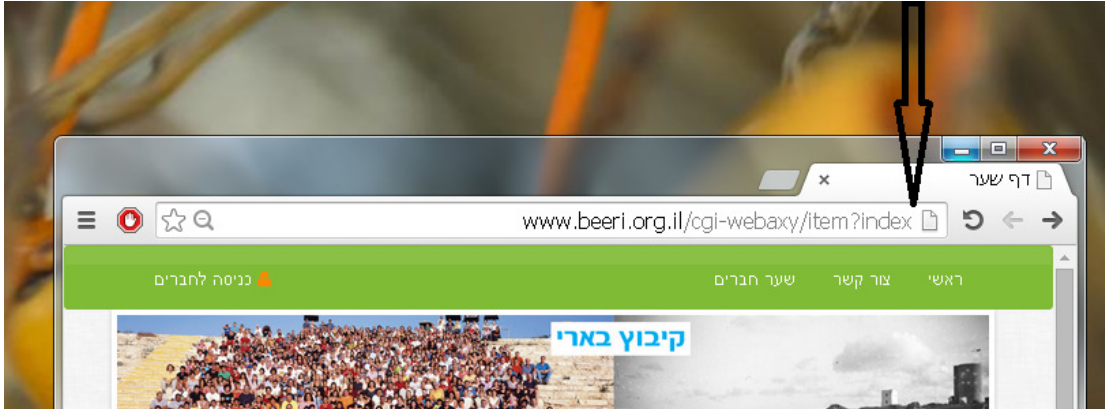 דף שער
www.beeri.org.il/cgi-webaxy/item?index
ראשי צור קשר שער חברים כניסה לחברים
קיבוץ בארי